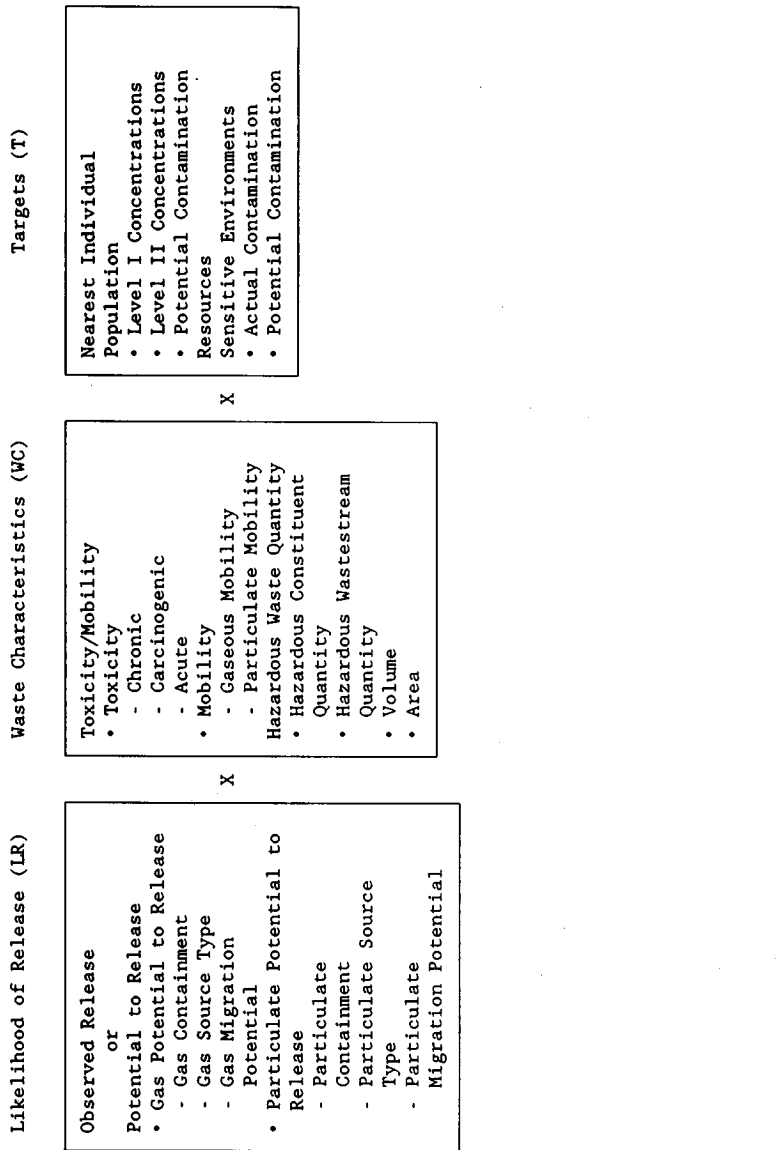 Likelihood of Release (LR)
Observed Release
or
Potential to Release
• Gas Potential to Release
- Gas Containment
- Gas Source Type
- Gas Migration
Potential
• Particulate Potential to
Release
- Particulate
Containment
- Particulate Source
Type
- Particulate
Migration Potential
X
Waste Characteristics (WC)
Toxicity/Mobility
• Toxicity
- Chronic
- Carcinogenic
- Acute
• Mobility
- Gaseous Mobility
- Particulate Mobility
Hazardous Waste Quantity
• Hazardous Constituent
Quantity
• Hazardous Wastestream
Quantity
• Volume
• Area
X
Targets (T)
Nearest Individual
Population
• Level I Concentrations
• Level II Concentrations
• Potential Contamination
Resources
Sensitive Environments
• Actual Contamination
• Potential Contamination